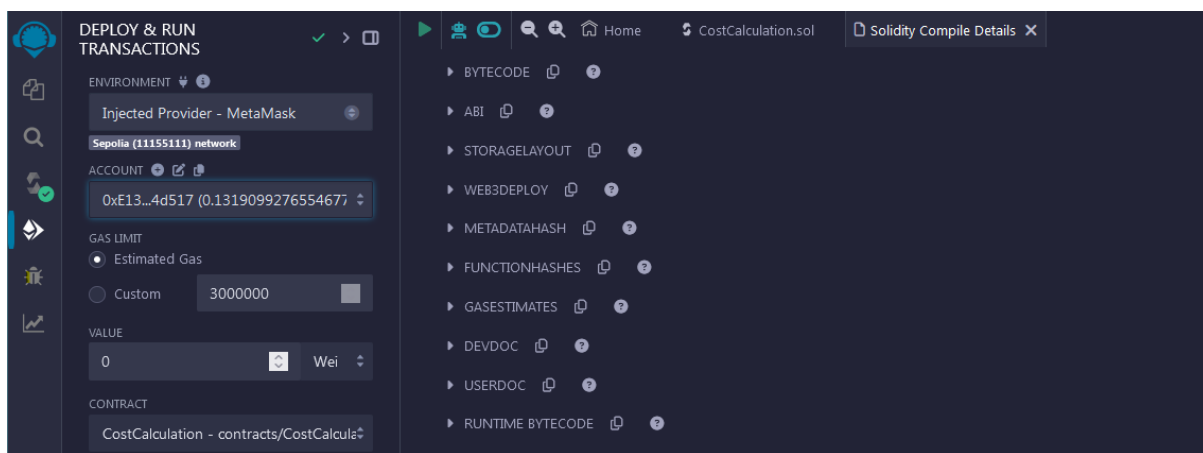 DEPLOY & RUN
TRANSACTIONS
ENVIRONMENT
Injected Provider - MetaMask
Sepolia (11155111) network
ACCOUNT
0xE13...4d517 (0.1319099276554677
GAS LIMIT
Estimated Gas
Custom 3000000
VALUE
0 Wei
CONTRACT
CostCalculation - contracts/CostCalcula
Home CostCalculation.sol Solidity Compile Details
BYTECODE
ABI
STORAGELAYOUT
WEB3DEPLOY
METADATAHASH
FUNCTIONHASHES
GASESTIMATES
DEVDOC
USERDOC
RUNTIME BYTECODE